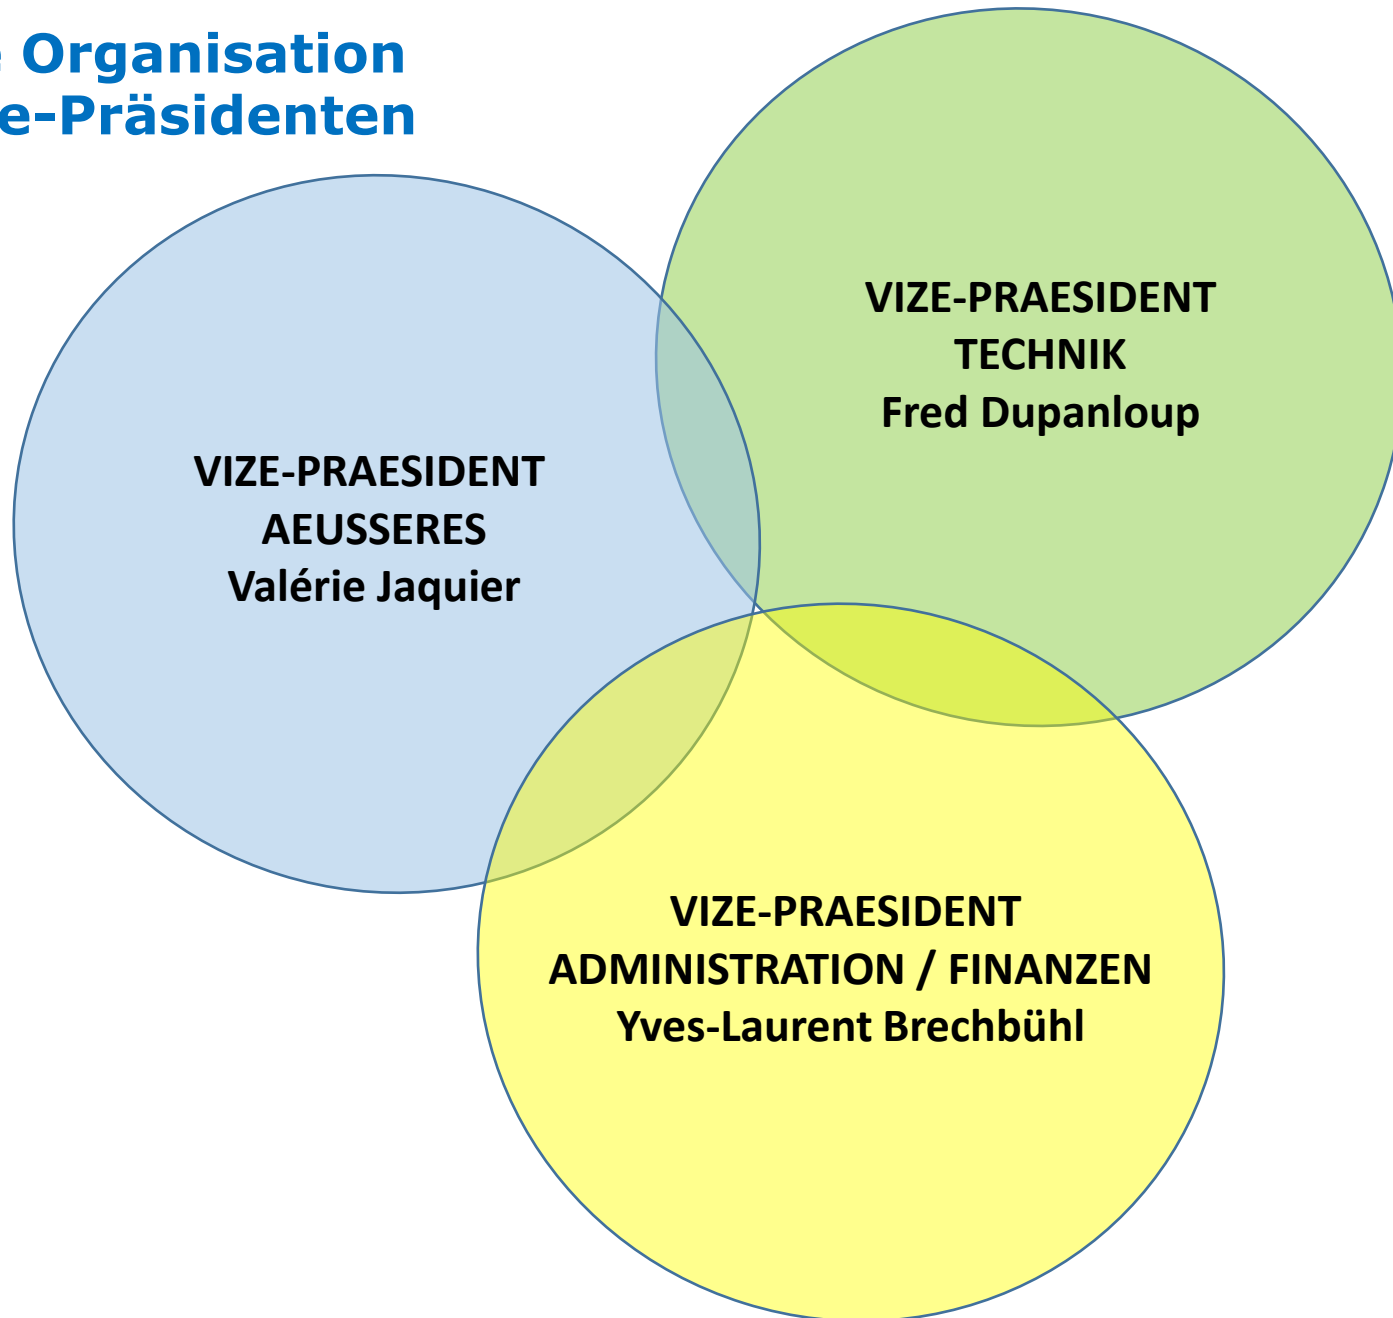 e Organisation
e-Präsidenten
VIZE-PRAESIDENT
TECHNIK
Fred Dupanloup
VIZE-PRAESIDENT
AEUSSERES
Valérie Jaquier
VIZE-PRAESIDENT
ADMINISTRATION / FINANZEN
Yves-Laurent Brechbühl